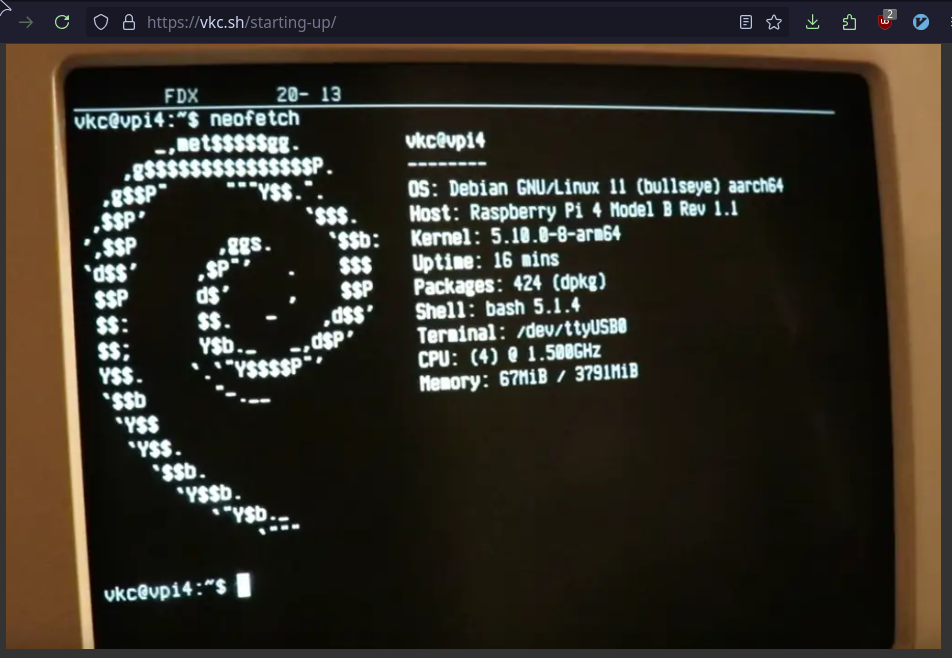 https://vkc.sh/starting-up/
2
FDX 20- 13
vkc@vpi4:~$ neofetch
_,met$$$$$gg.
,g$$$$$$$$$$$$$$$P.
,g$$P" """Y$$.".
,$$P' `$$$.
',$$P ,ggs. `$$b:
`d$$' ,$P"' . $$$
$$P d$' , $$P
$$: $$. - ,d$$'
$$; Y$b._ _,d$P'
Y$$. `.`"Y$$$$P"'
`$$b "-.__
`Y$$
`Y$$.
`$$b.
`Y$$b.
`"Y$b._
`"""
vkc@vpi4
--------
OS: Debian GNU/Linux 11 (bullseye) aarch64
Host: Raspberry Pi 4 Model B Rev 1.1
Kernel: 5.10.0-8-arm64
Uptime: 16 mins
Packages: 424 (dpkg)
Shell: bash 5.1.4
Terminal: /dev/ttyUSB0
CPU: (4) @ 1.500GHz
Memory: 67MiB / 3791MiB
vkc@vpi4:~$